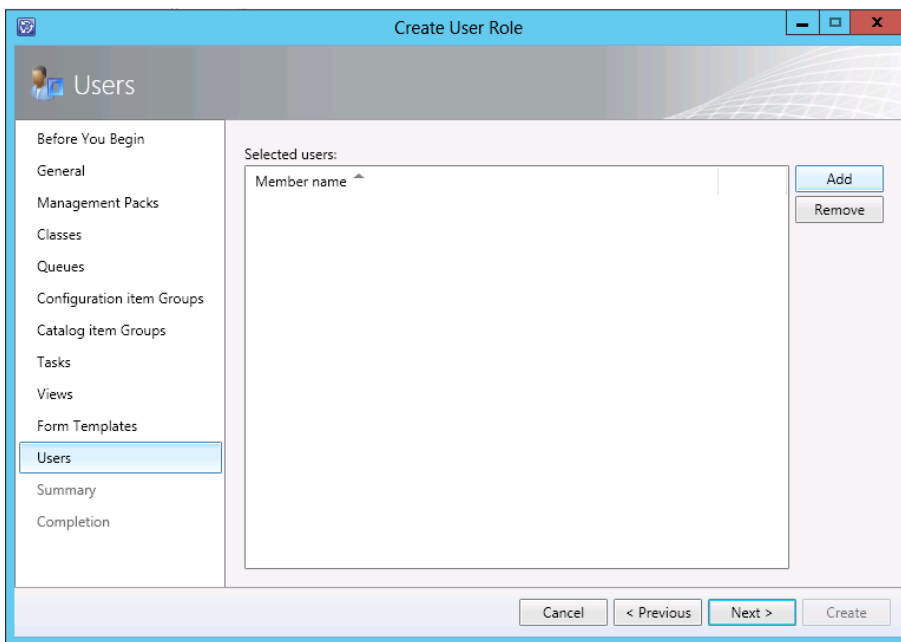 Create User Role
Users
Before You Begin
General
Management Packs
Classes
Queues
Configuration item Groups
Catalog item Groups
Tasks
Views
Form Templates
Users
Summary
Completion
Selected users:
Member name
Add
Remove
Cancel
< Previous
Next >
Create